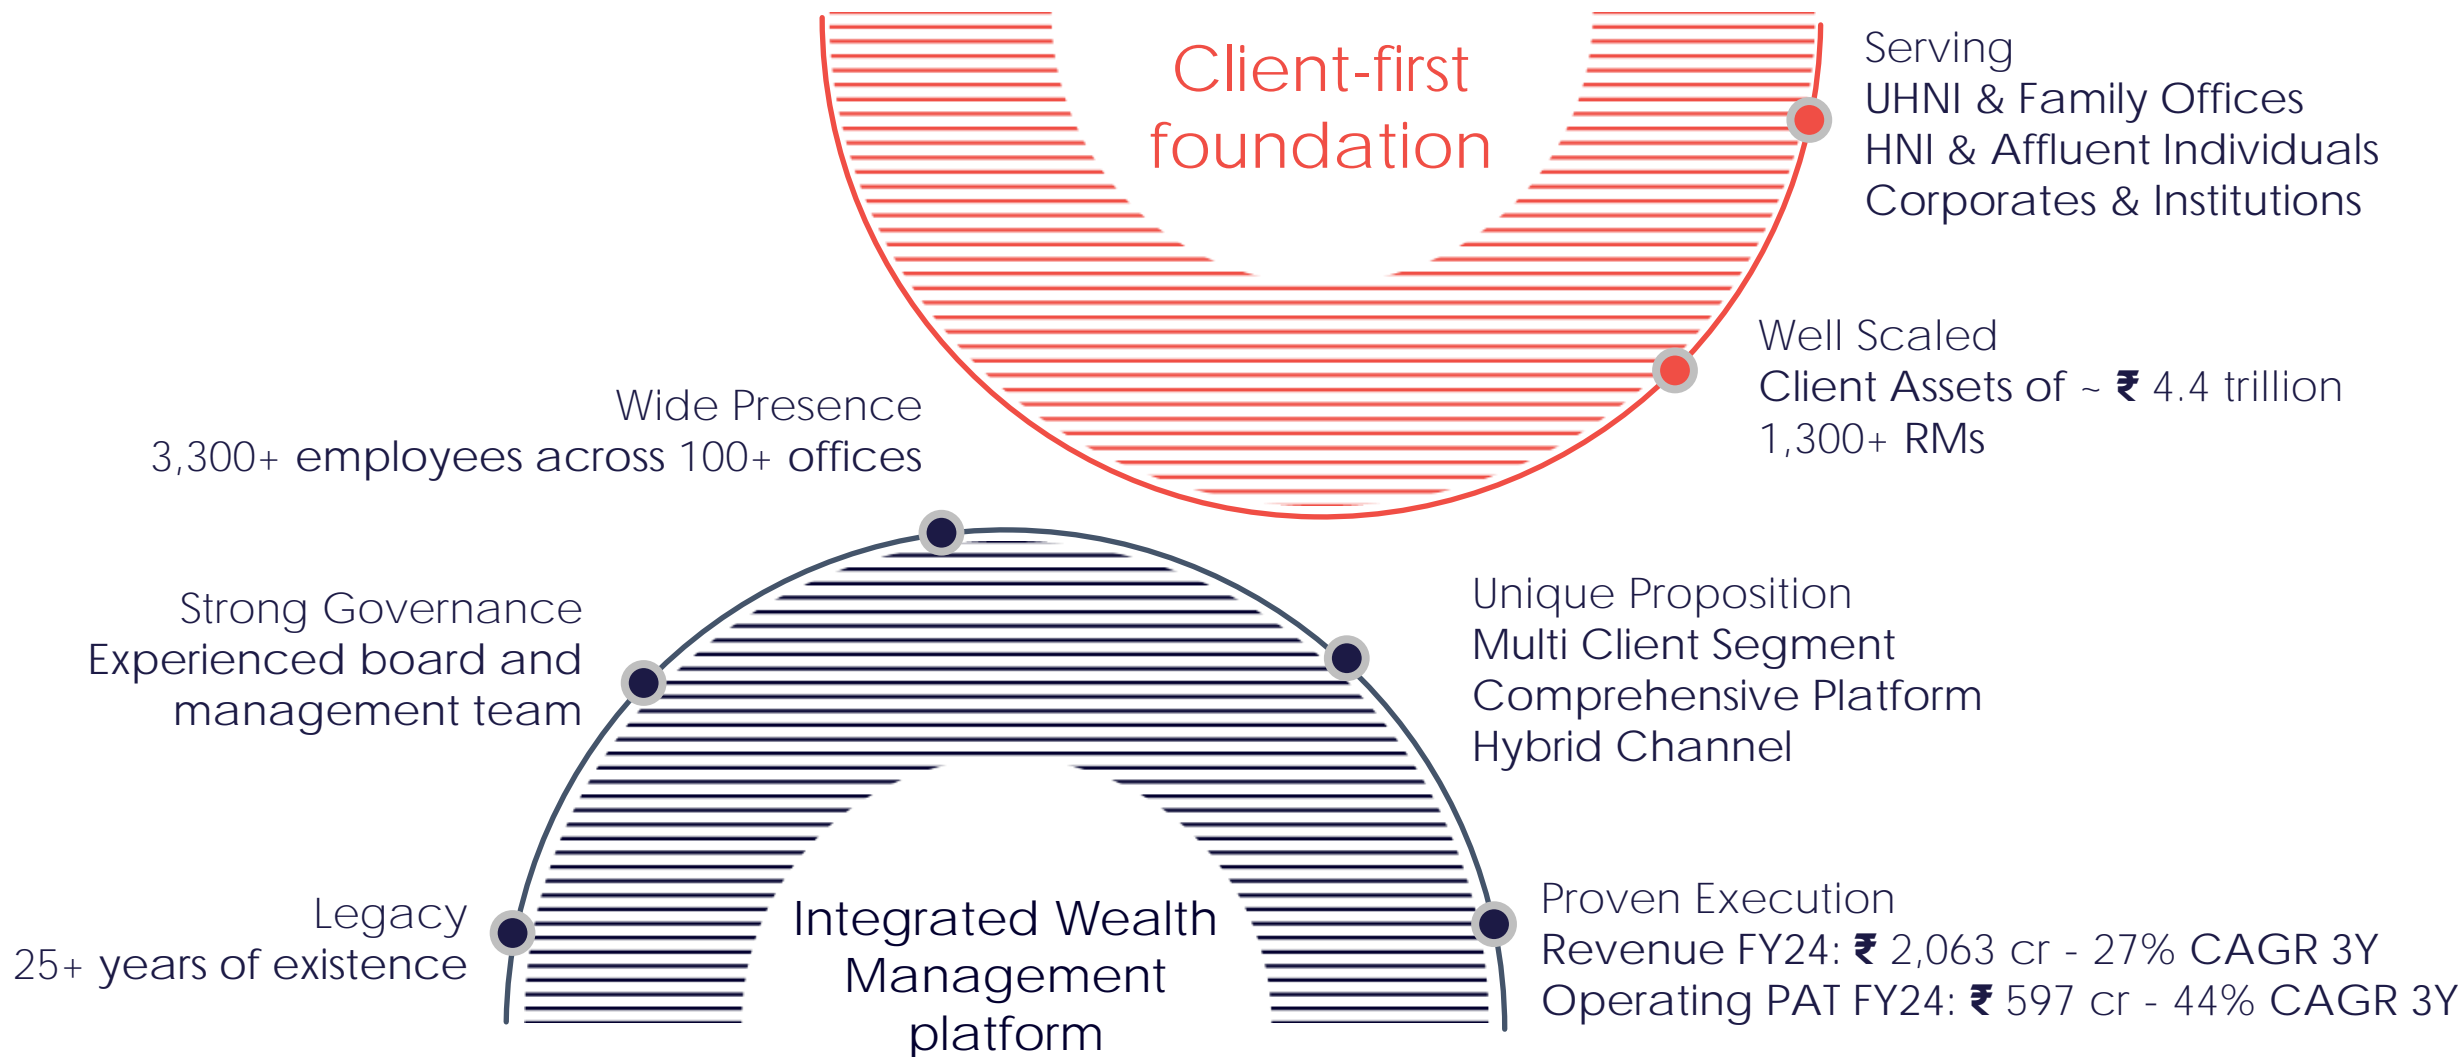 Client-first
foundation
Serving
UHNI & Family Offices
HNI & Affluent Individuals
Corporates & Institutions
Well Scaled
Client Assets of ~ ₹ 4.4 trillion
1,300+ RMs
Wide Presence
3,300+ employees across 100+ offices
Strong Governance
Experienced board and
management team
Legacy
25+ years of existence
Integrated Wealth
Management
platform
Unique Proposition
Multi Client Segment
Comprehensive Platform
Hybrid Channel
Proven Execution
Revenue FY24: ₹ 2,063 cr - 27% CAGR 3Y
Operating PAT FY24: ₹ 597 cr - 44% CAGR 3Y